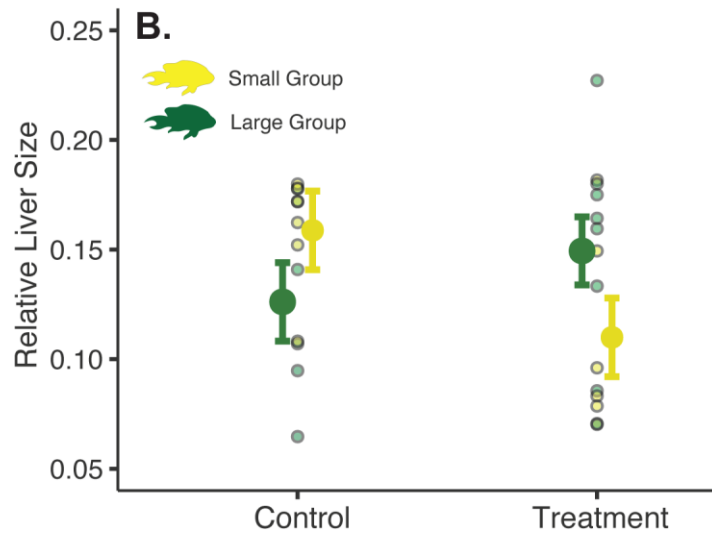 B.
Small Group
Large Group
Relative Liver Size
0.25
0.20
0.15
0.10
0.05
Control
Treatment